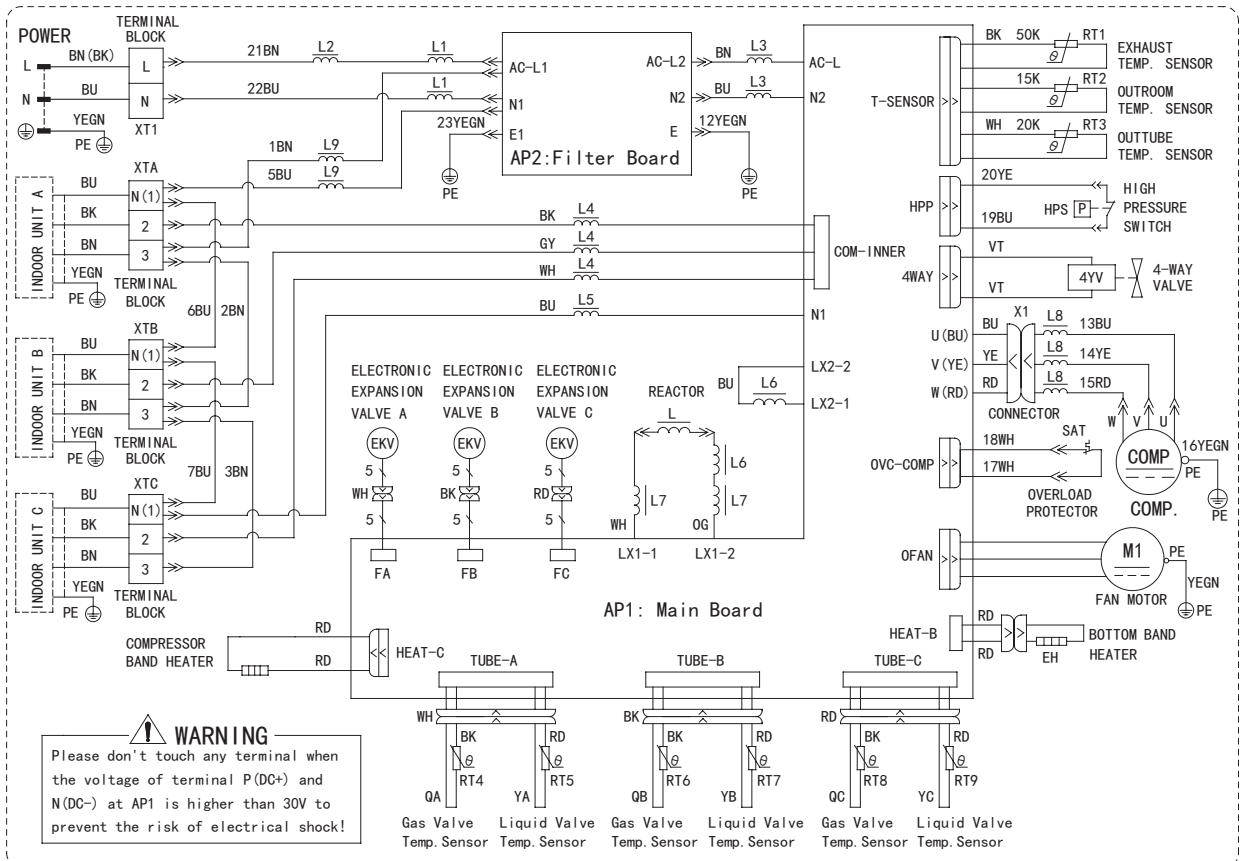 POWER
TERMINAL
BLOCK
L
BN(BK)
L
21BN
L2
L1
AC-L1
AC-L2
BN
L3
AC-L
N
BU
N
22BU
L1
N1
N2
BU
L3
N2
YEGN
PE
XT1
23YEGN
E1
E
12YEGN
AP2:Filter Board
PE
PE
1BN
L9
5BU
L9
T-SENSOR
BK
50K
RT1
θ
EXHAUST
TEMP. SENSOR
15K
RT2
θ
OUTROOM
TEMP. SENSOR
WH
20K
RT3
θ
OUTTUBE
TEMP. SENSOR
HPP
20YE
19BU
HPS
P
HIGH
PRESSURE
SWITCH
4WAY
VT
VT
4YV
4-WAY
VALVE
INDOOR UNIT A
BU
BK
BN
YEGN
PE
XTA
N(1)
2
3
TERMINAL
BLOCK
BK
L4
GY
L4
WH
L4
COM-INNER
BU
L5
N1
6BU
2BN
INDOOR UNIT B
BU
BK
BN
YEGN
PE
XTB
N(1)
2
3
TERMINAL
BLOCK
7BU
3BN
INDOOR UNIT C
BU
BK
BN
YEGN
PE
XTC
N(1)
2
3
TERMINAL
BLOCK
ELECTRONIC
EXPANSION
VALVE A
ELECTRONIC
EXPANSION
VALVE B
ELECTRONIC
EXPANSION
VALVE C
EKV
EKV
EKV
5
5
5
WH
BK
RD
5
5
5
FA
FB
FC
REACTOR
L
L6
L7
L7
WH
OG
LX1-1
LX1-2
BU
L6
LX2-2
LX2-1
U(BU)
V(YE)
W(RD)
BU
YE
RD
X1
CONNECTOR
L8
13BU
L8
14YE
L8
15RD
W
V
U
COMP
16YEGN
PE
PE
COMP.
OVC-COMP
18WH
17WH
SAT
OVERLOAD
PROTECTOR
OFAN
M1
PE
YEGN
PE
FAN MOTOR
AP1: Main Board
HEAT-B
RD
RD
EH
BOTTOM BAND
HEATER
COMPRESSOR
BAND HEATER
RD
RD
HEAT-C
TUBE-A
TUBE-B
TUBE-C
WH
BK
RD
BK
RD
BK
RD
BK
RD
θ
θ
θ
θ
θ
θ
RT4
RT5
RT6
RT7
RT8
RT9
QA
YA
QB
YB
QC
YC
Gas Valve
Temp. Sensor
Liquid Valve
Temp. Sensor
Gas Valve
Temp. Sensor
Liquid Valve
Temp. Sensor
Gas Valve
Temp. Sensor
Liquid Valve
Temp. Sensor
WARNING
Please don't touch any terminal when
the voltage of terminal P(DC+) and
N(DC-) at AP1 is higher than 30V to
prevent the risk of electrical shock!